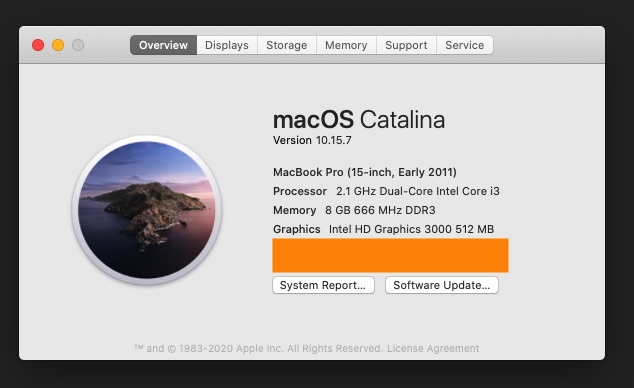 Overview Displays Storage Memory Support Service
macOS Catalina
Version 10.15.7
MacBook Pro (15-inch, Early 2011)
Processor 2.1 GHz Dual-Core Intel Core i3
Memory 8 GB 666 MHz DDR3
Graphics Intel HD Graphics 3000 512 MB
System Report... Software Update...
™ and © 1983-2020 Apple Inc. All Rights Reserved. License Agreement